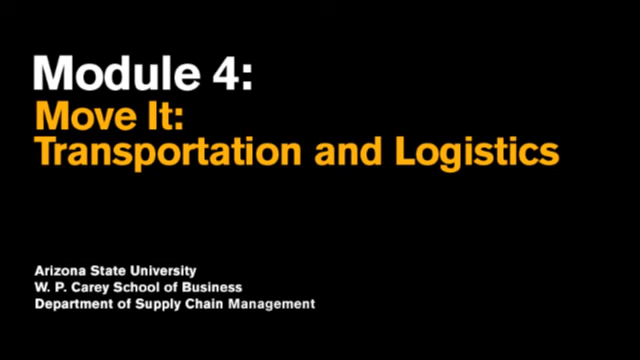 Module 4:
Move It:
Transportation and Logistics
Arizona State University
W. P. Carey School of Business
Department of Supply Chain Management